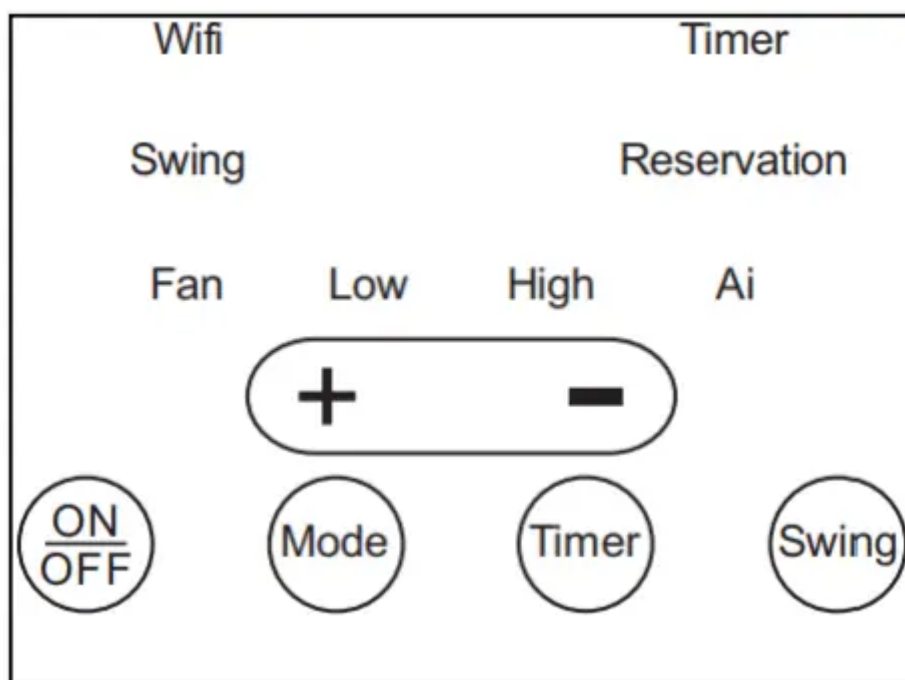 Wifi Timer
Swing Reservation
Fan Low High Ai
+ -
ON
OFF
Mode Timer Swing